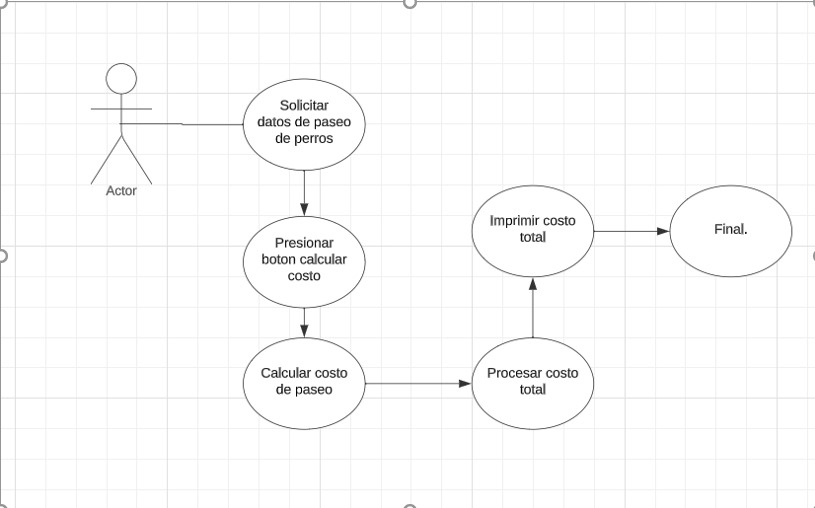 Actor
Solicitar
datos de paseo
de perros
Presionar
boton calcular
costo
Calcular costo
de paseo
Procesar costo
total
Imprimir costo
total
Final.